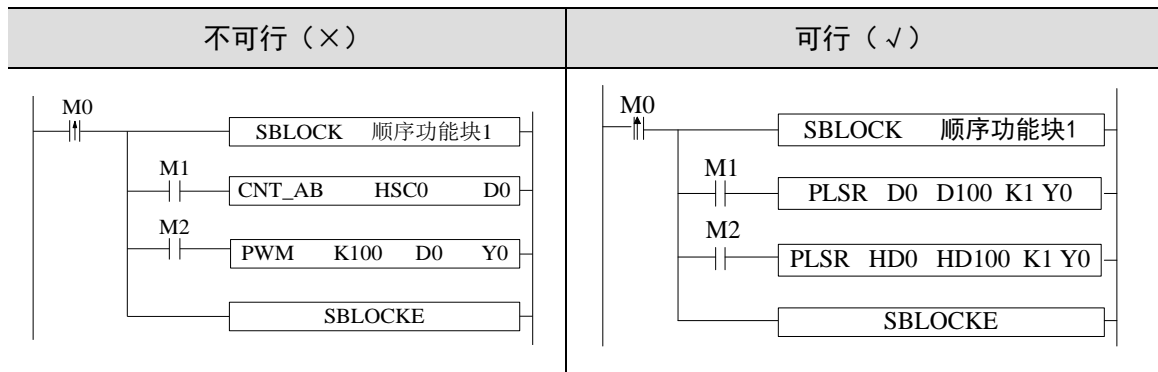 不可行（×）
可行（√）
M0
SBLOCK 顺序功能块1
M1
CNT_AB HSC0 D0
M2
PWM K100 D0 Y0
SBLOCKE
M0
SBLOCK 顺序功能块1
M1
PLSR D0 D100 K1 Y0
M2
PLSR HD0 HD100 K1 Y0
SBLOCKE